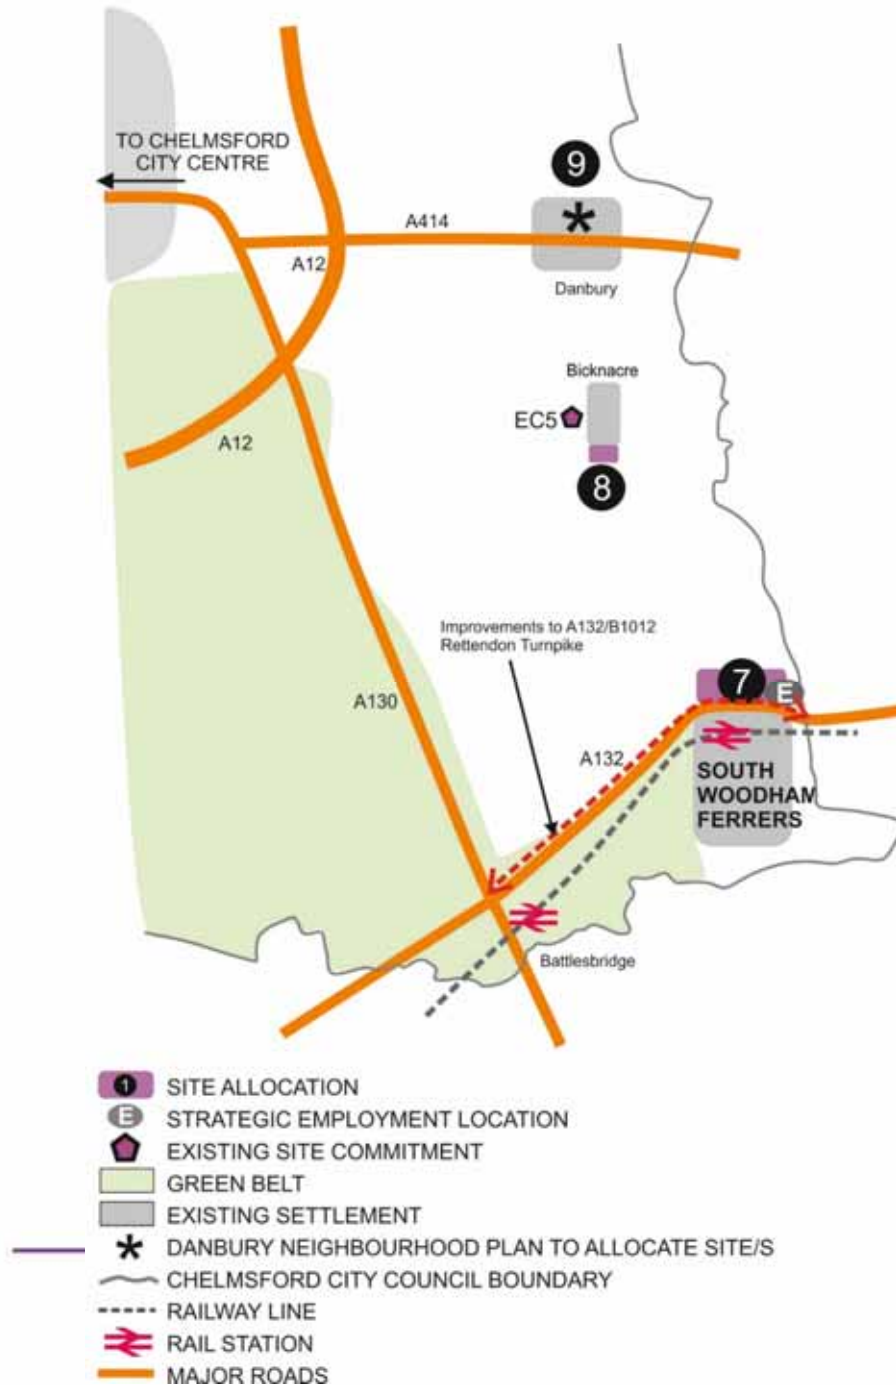 TO CHELMSFORD
CITY CENTRE
9
A414
A12
Danbury
Bicknacre
EC5
A12
8
Improvements to A132/B1012
Rettendon Turnpike
7
E
A130
A132
SOUTH
WOODHAM
FERRERS
Battlesbridge
1 SITE ALLOCATION
E STRATEGIC EMPLOYMENT LOCATION
EXISTING SITE COMMITMENT
GREEN BELT
EXISTING SETTLEMENT
* DANBURY NEIGHBOURHOOD PLAN TO ALLOCATE SITE/S
CHELMSFORD CITY COUNCIL BOUNDARY
RAILWAY LINE
RAIL STATION
MAJOR ROADS